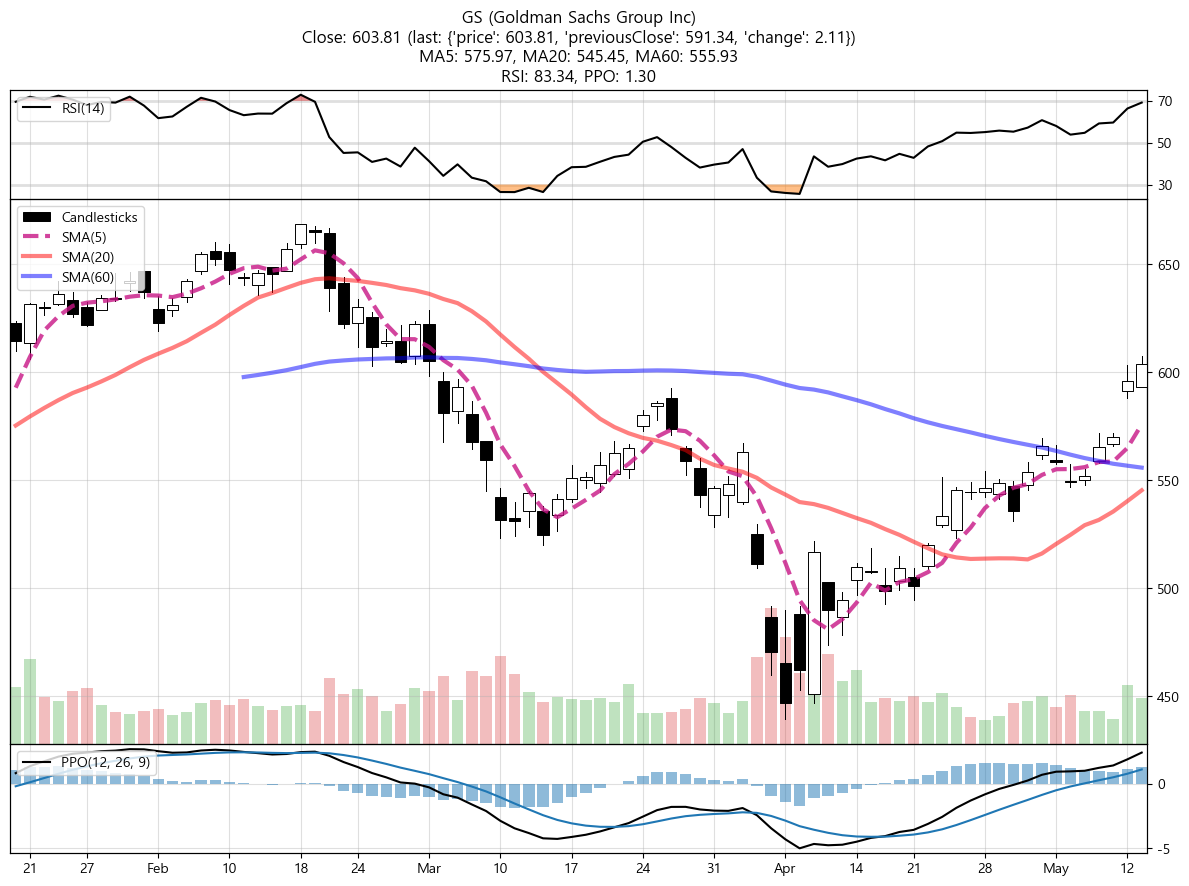 GS (Goldman Sachs Group Inc)
Close: 603.81 (last: {'price': 603.81, 'previousClose': 591.34, 'change': 2.11})
MA5: 575.97, MA20: 545.45, MA60: 555.93
RSI: 83.34, PPO: 1.30
RSI(14)
70
50
30
Candlesticks
SMA(5)
SMA(20)
SMA(60)
650
600
550
500
450
PPO(12, 26, 9)
0
-5
21 27 Feb 10 18 24 Mar 10 17 24 31 Apr 14 21 28 May 12